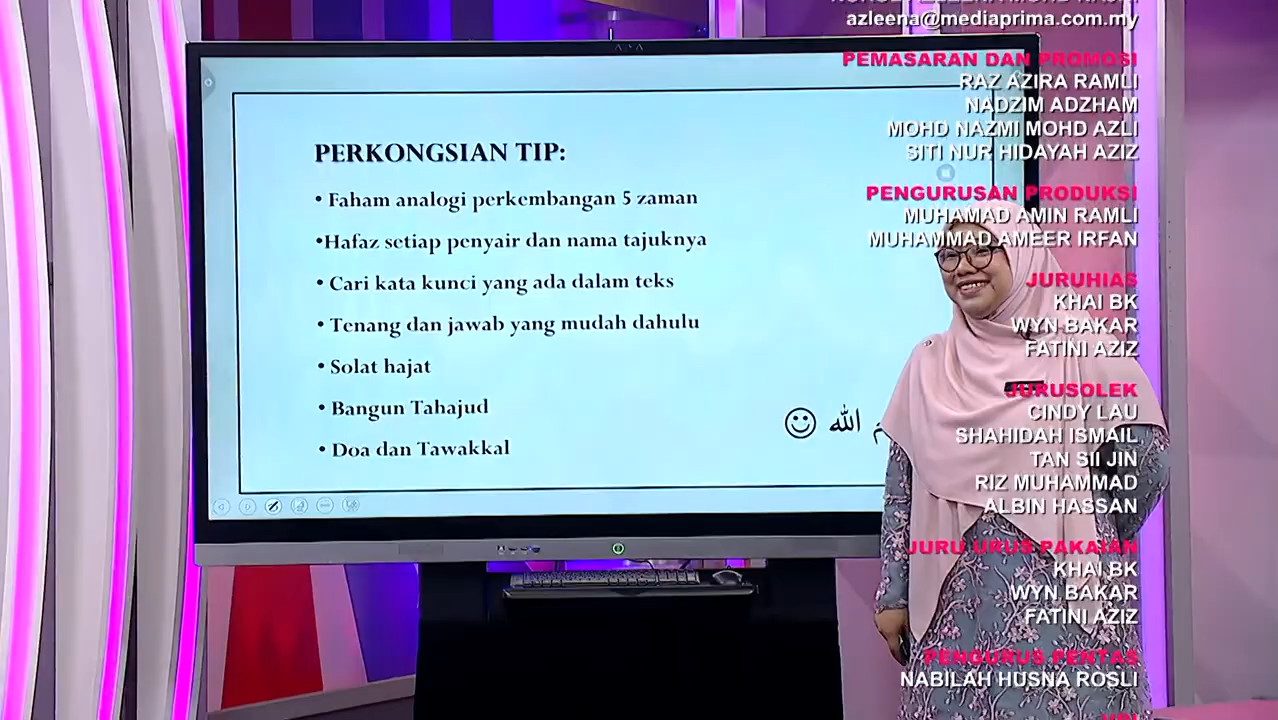 PERKONGSIAN TIP:
• Faham analogi perkembangan 5 zaman
•Hafaz setiap penyair dan nama tajuknya
• Cari kata kunci yang ada dalam teks
• Tenang dan jawab yang mudah dahulu
• Solat hajat
• Bangun Tahajud
• Doa dan Tawakkal
الله
azleena@mediaprima.com.my
PEMASARAN DAN PROMOSI
RAZ AZIRA RAMLI
NADZIM ADZHAM
MOHD NAZMI MOHD AZLI
SITI NUR HIDAYAH AZIZ
PENGURUSAN PRODUKSI
MUHAMAD AMIN RAMLI
MUHAMMAD AMEER IRFAN
JURUHIAS
KHAI BK
WYN BAKAR
FATINI AZIZ
JURUSOLEK
CINDY LAU
SHAHIDAH ISMAIL
TAN SII JIN
RIZ MUHAMMAD
ALBIN HASSAN
JURU URUS PAKAIAN
KHAI BK
WYN BAKAR
FATINI AZIZ
PENGURUS PENTAS
NABILAH HUSNA ROSLI